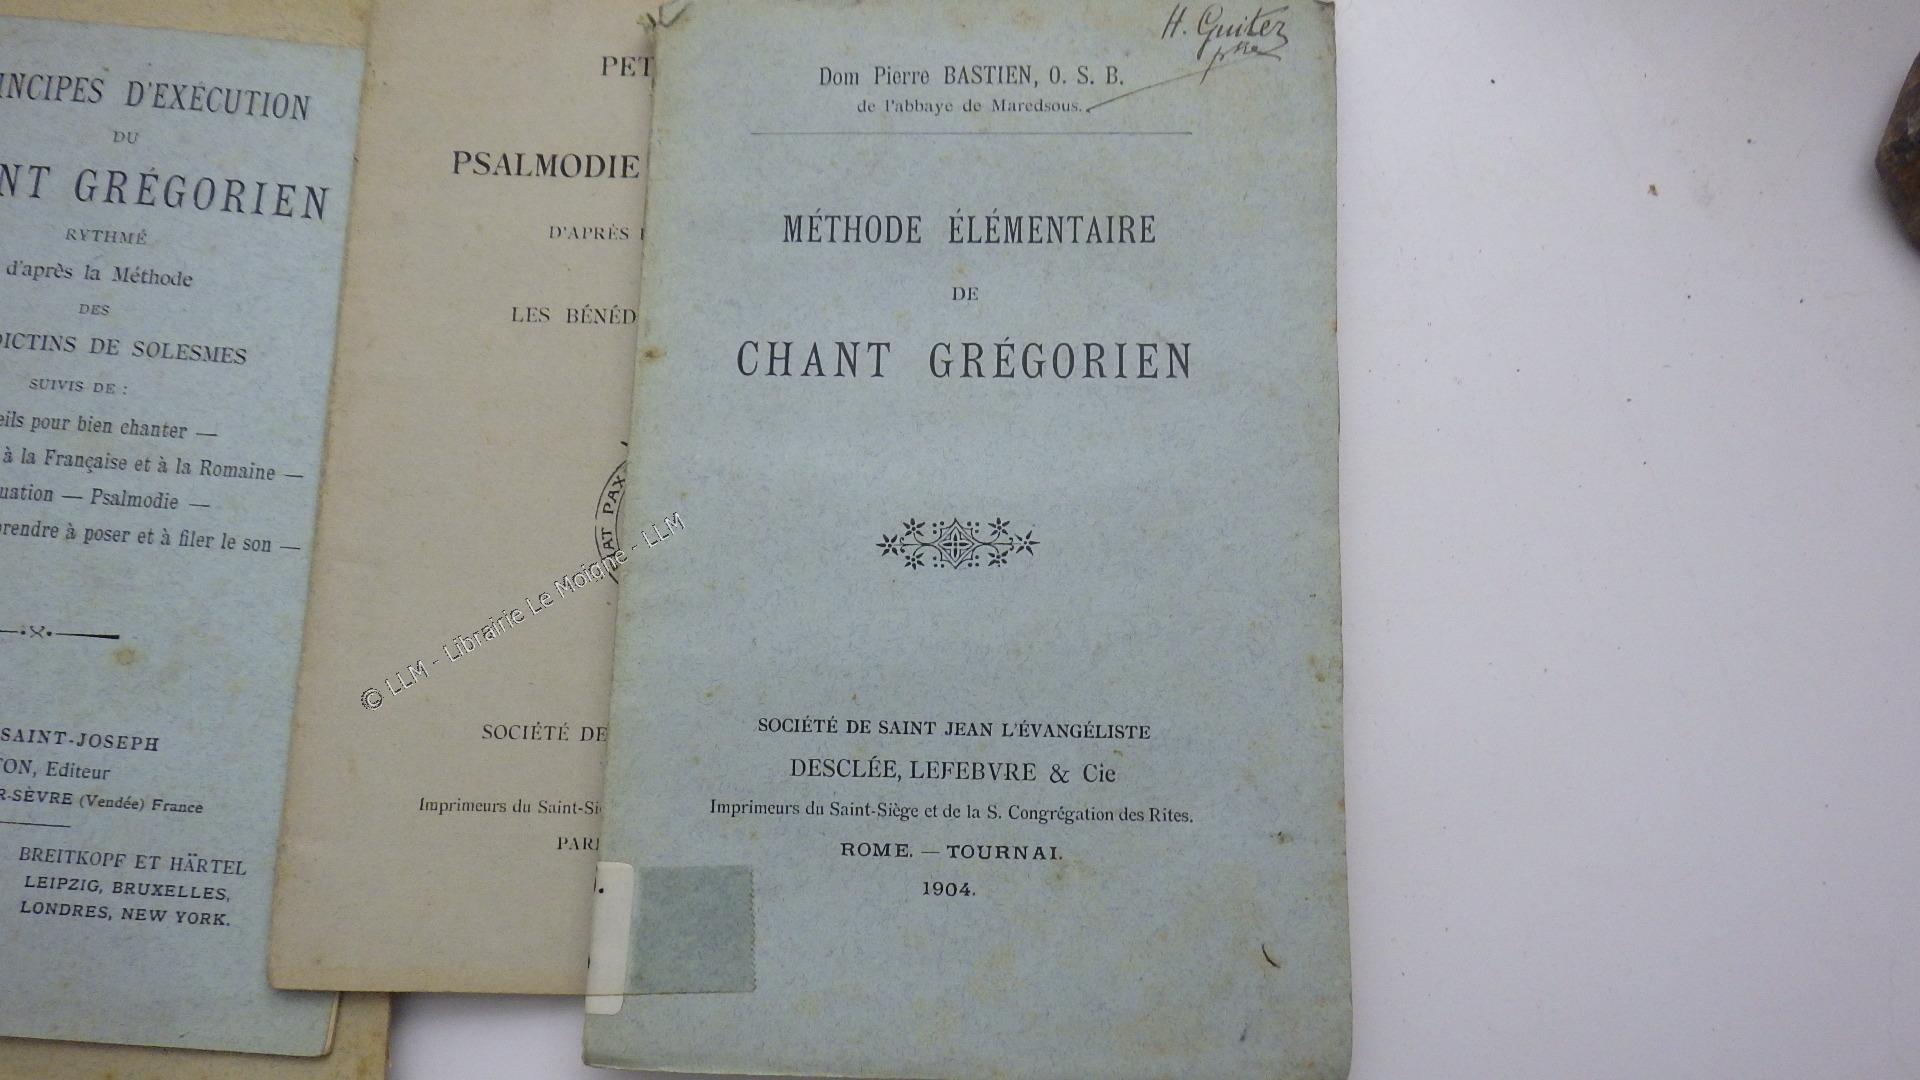 INCIPES D'EXÉCUTION
DU
NT GRÉGORIEN
RYTHMÉ
d'après la Méthode
DES
DICTINS DE SOLESMES
SUIVIS DE :
eils pour bien chanter —
à la Française et à la Romaine —
uation — Psalmodie —
prendre à poser et à filer le son —
SAINT-JOSEPH
TON, Editeur
R-SÈVRE (Vendée) France
BREITKOPF ET HÄRTEL
LEIPZIG, BRUXELLES,
LONDRES, NEW YORK.
PET
PSALMODIE
D'APRÈS
LES BÉNÉD
PAX
SOCIÉTÉ DE
Imprimeurs du Saint-Si
PARI
© LLM - Librairie Le Moigne - LLM
H. Guiter
Dom Pierre BASTIEN, O. S. B.
de l'abbaye de Maredsous.
MÉTHODE ÉLÉMENTAIRE
DE
CHANT GRÉGORIEN
SOCIÉTÉ DE SAINT JEAN L'ÉVANGÉLISTE
DESCLÉE, LEFEBVRE & Cie
Imprimeurs du Saint-Siège et de la S. Congrégation des Rites.
ROME. — TOURNAI.
1904.